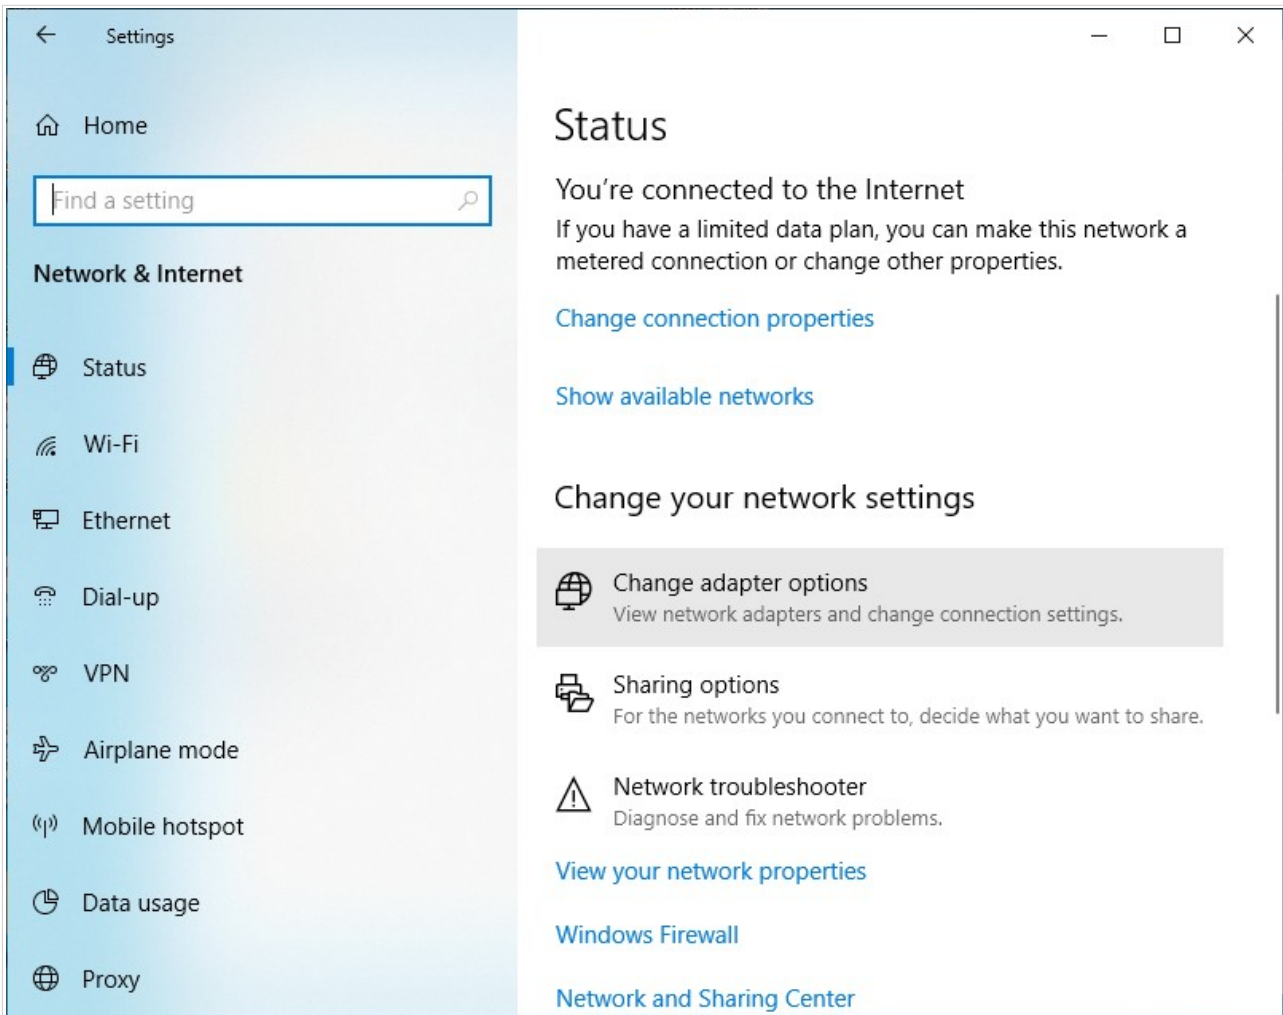 Settings
Home
Find a setting
Network & Internet
Status
Wi-Fi
Ethernet
Dial-up
VPN
Airplane mode
Mobile hotspot
Data usage
Proxy
Status
You're connected to the Internet
If you have a limited data plan, you can make this network a
metered connection or change other properties.
Change connection properties
Show available networks
Change your network settings
Change adapter options
View network adapters and change connection settings.
Sharing options
For the networks you connect to, decide what you want to share.
Network troubleshooter
Diagnose and fix network problems.
View your network properties
Windows Firewall
Network and Sharing Center